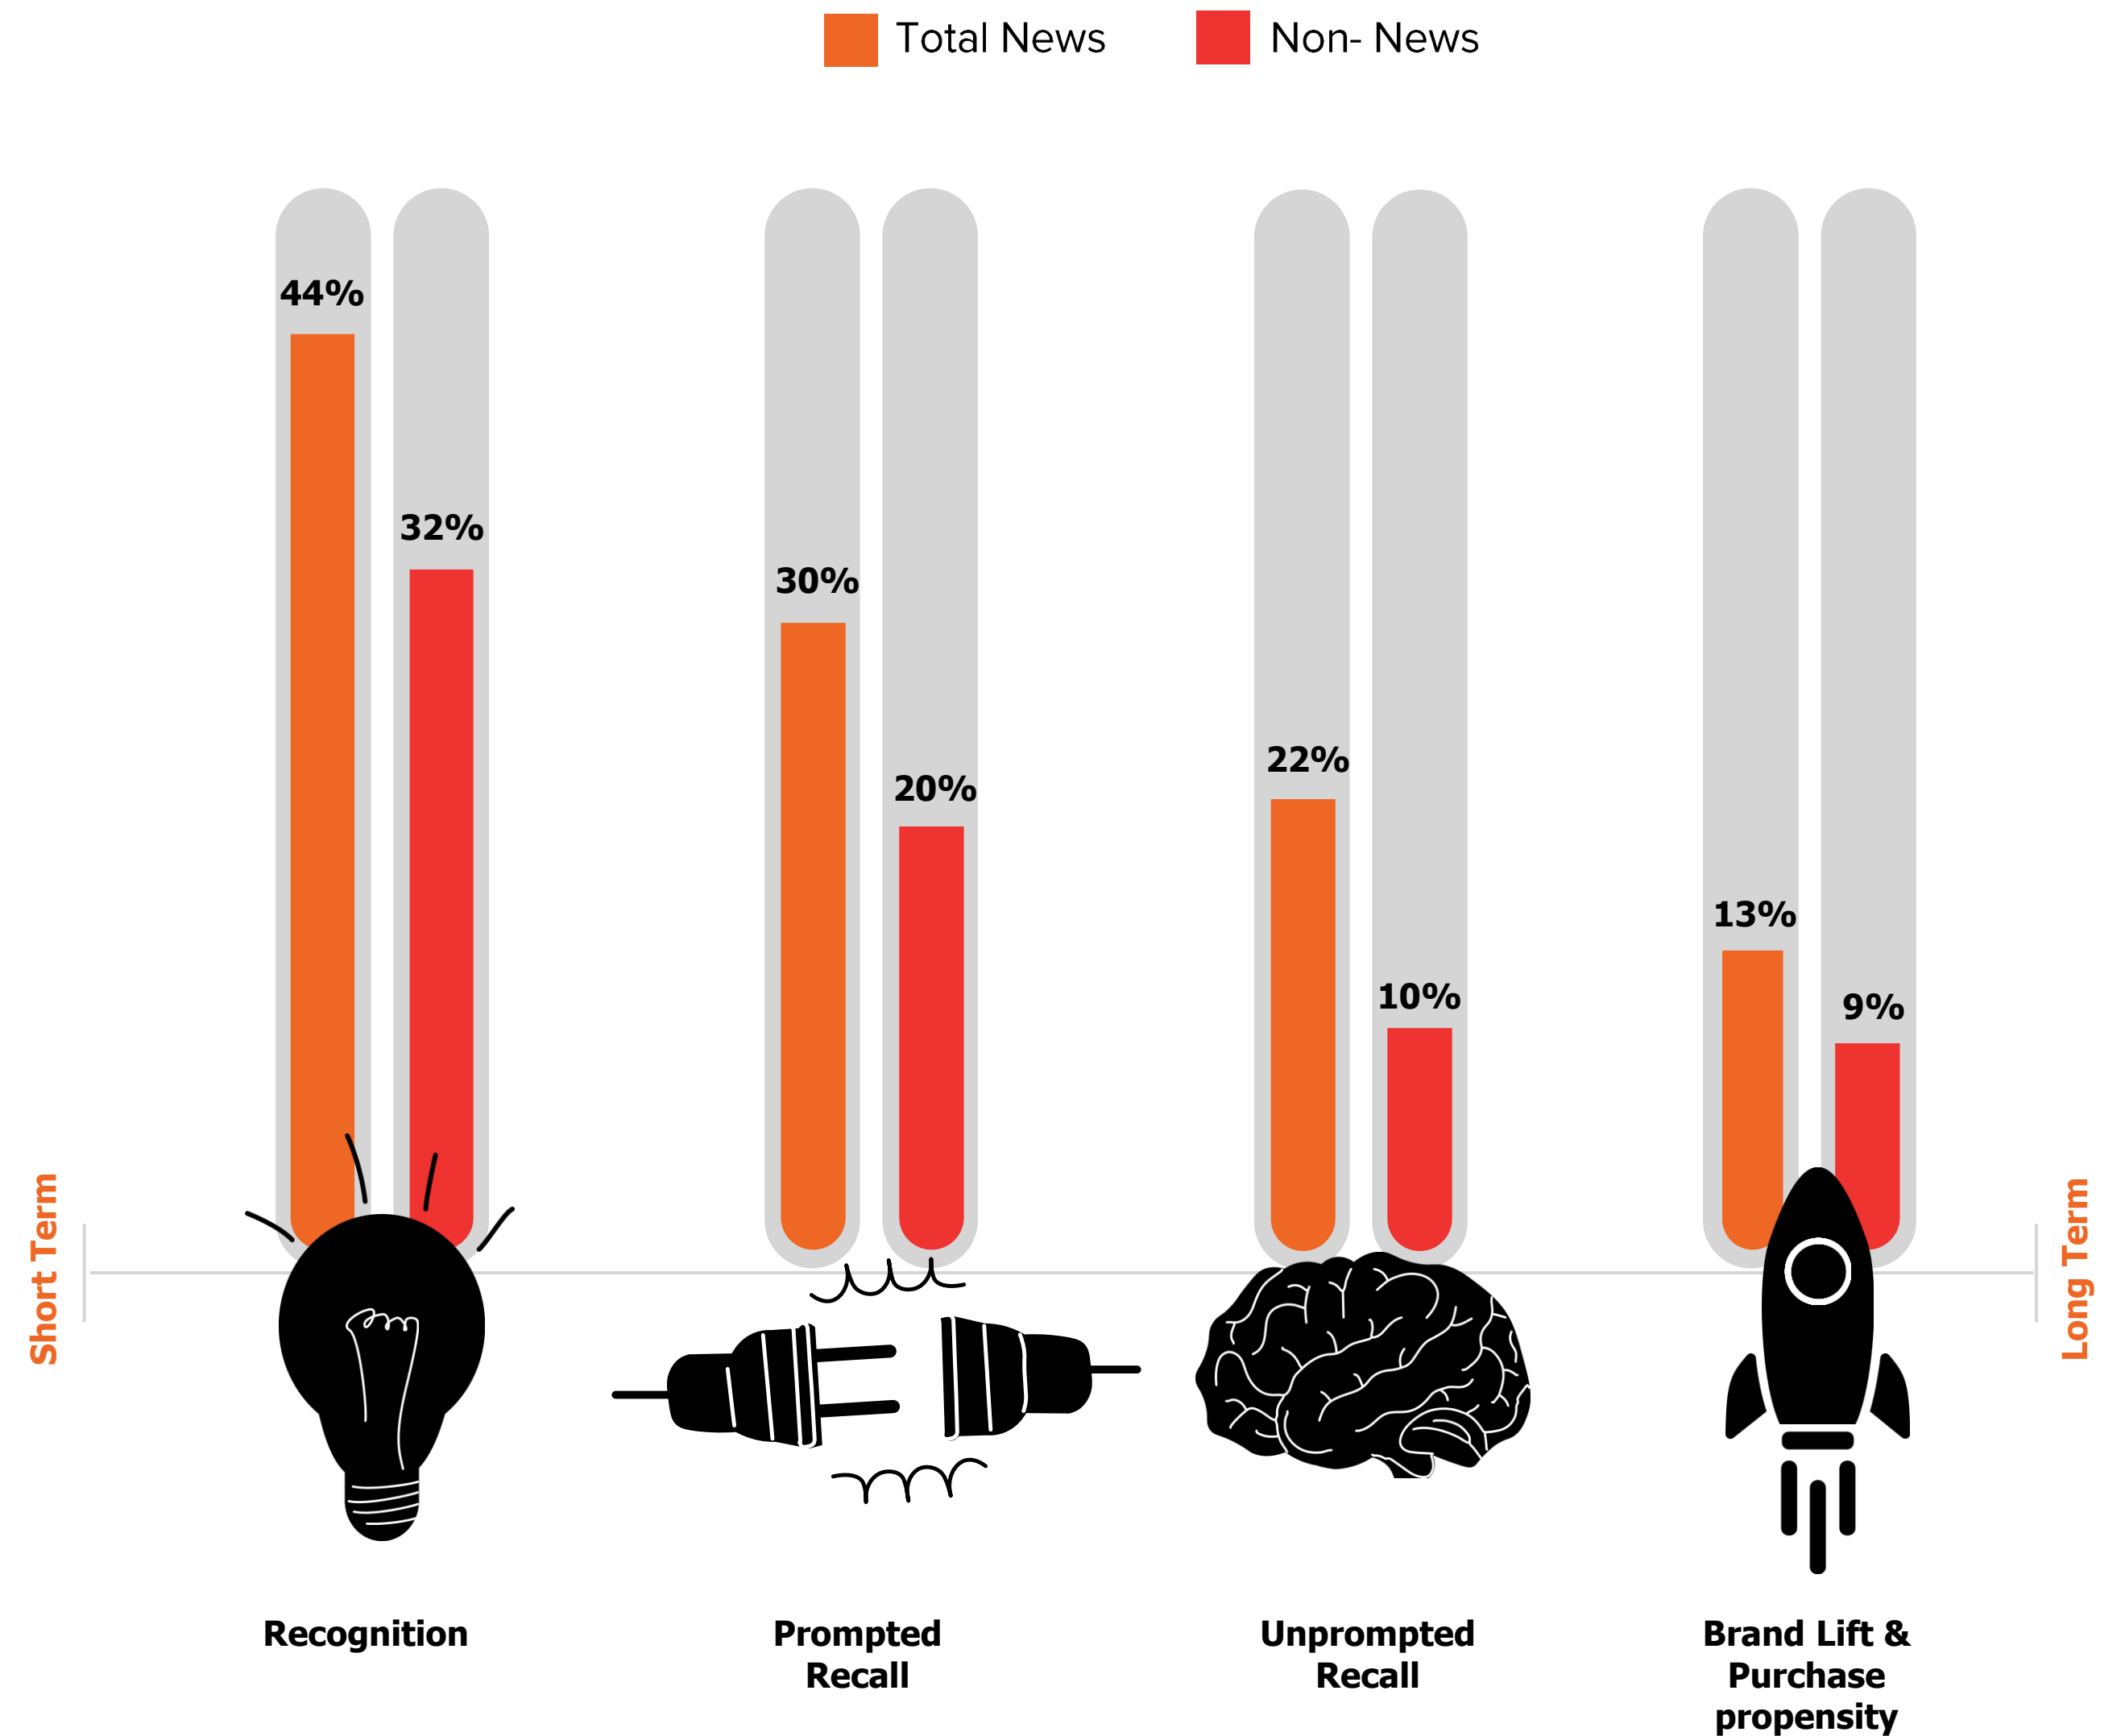 Total News
Non- News
44%
32%
30%
20%
22%
10%
13%
9%
Short Term
Long Term
Recognition
Prompted
Recall
Unprompted
Recall
Brand Lift &
Purchase
propensity